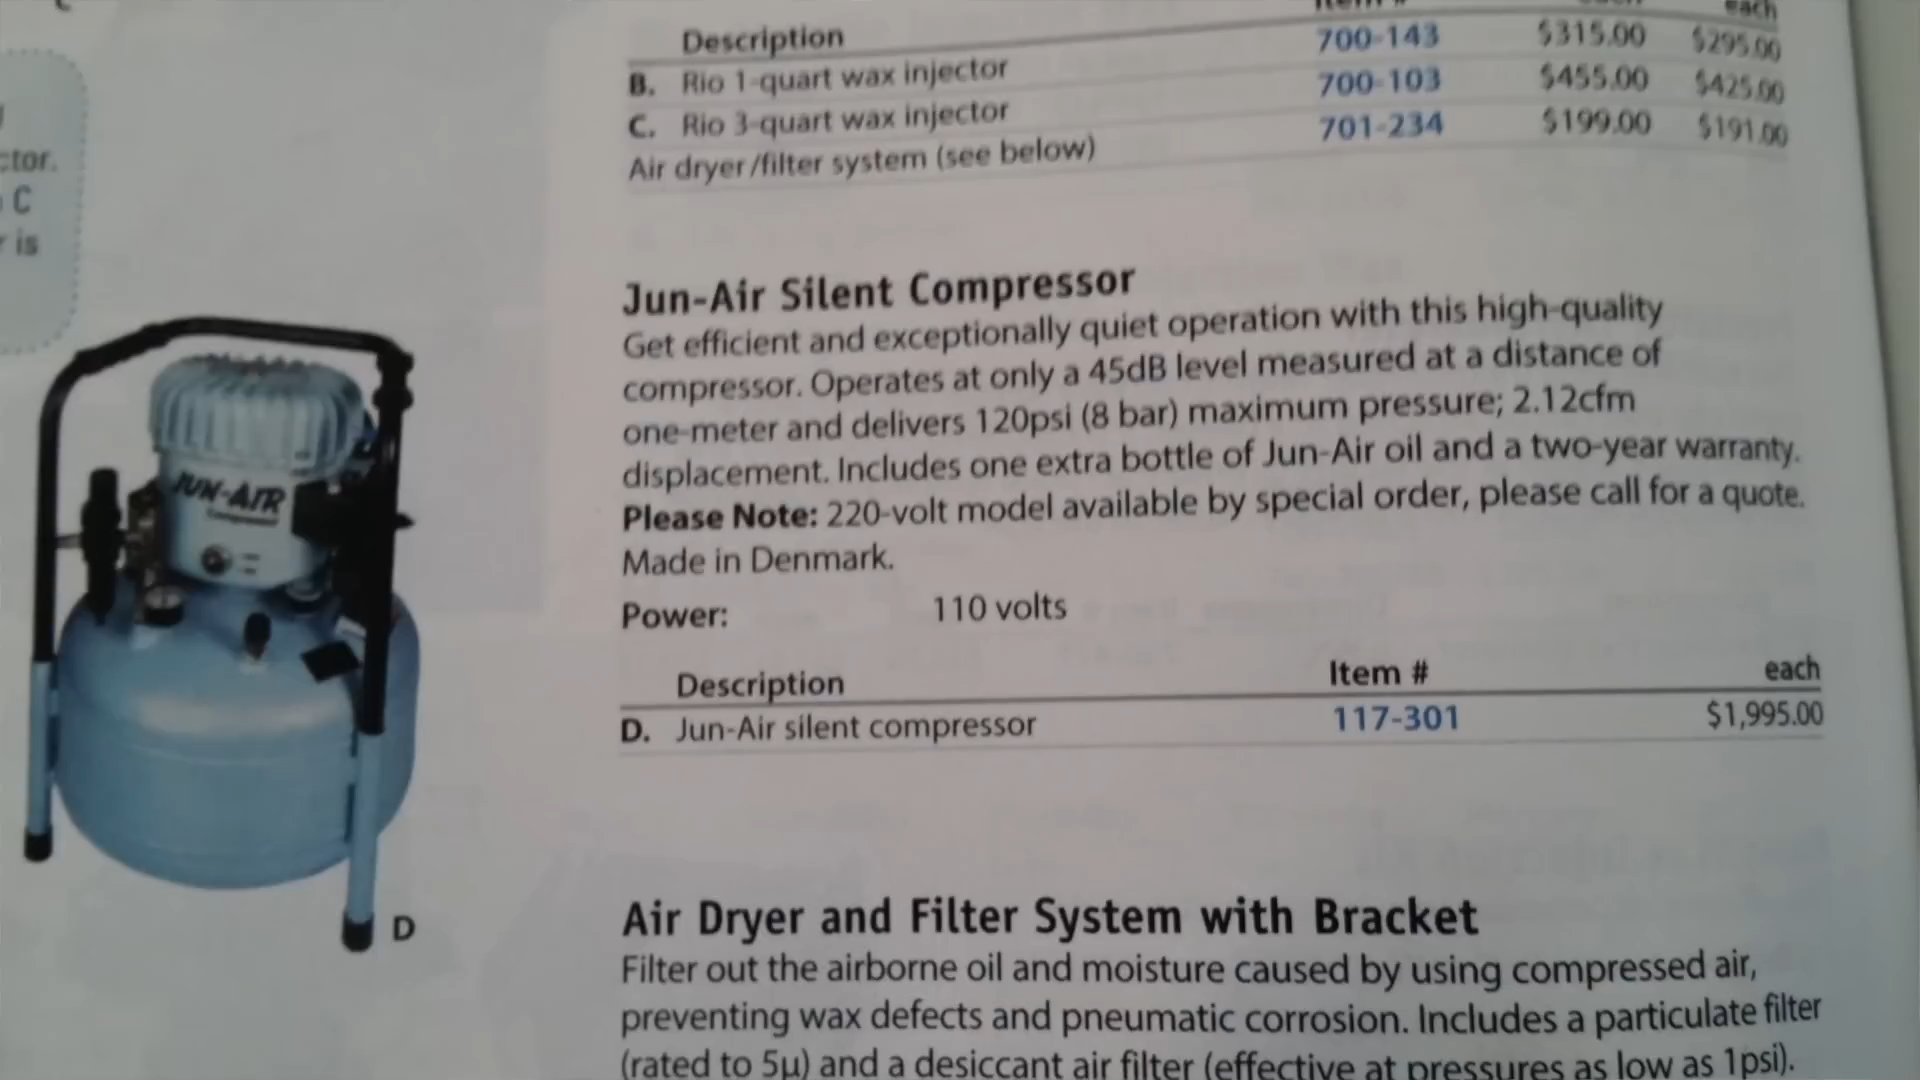 ctor.
C
r is
Item #
each
Description
B. Rio 1-quart wax injector 700-143 $315.00 $295.00
C. Rio 3-quart wax injector 700-103 $455.00 $425.00
Air dryer/filter system (see below) 701-234 $199.00 $191.00
Jun-Air Silent Compressor
Get efficient and exceptionally quiet operation with this high-quality
compressor. Operates at only a 45dB level measured at a distance of
one-meter and delivers 120psi (8 bar) maximum pressure; 2.12cfm
displacement. Includes one extra bottle of Jun-Air oil and a two-year warranty.
Please Note: 220-volt model available by special order, please call for a quote.
Made in Denmark.
Power: 110 volts
Description Item # each
D. Jun-Air silent compressor 117-301 $1,995.00
JUN-AIR
D
Air Dryer and Filter System with Bracket
Filter out the airborne oil and moisture caused by using compressed air,
preventing wax defects and pneumatic corrosion. Includes a particulate filter
(rated to 5µ) and a desiccant air filter (effective at pressures as low as 1psi).